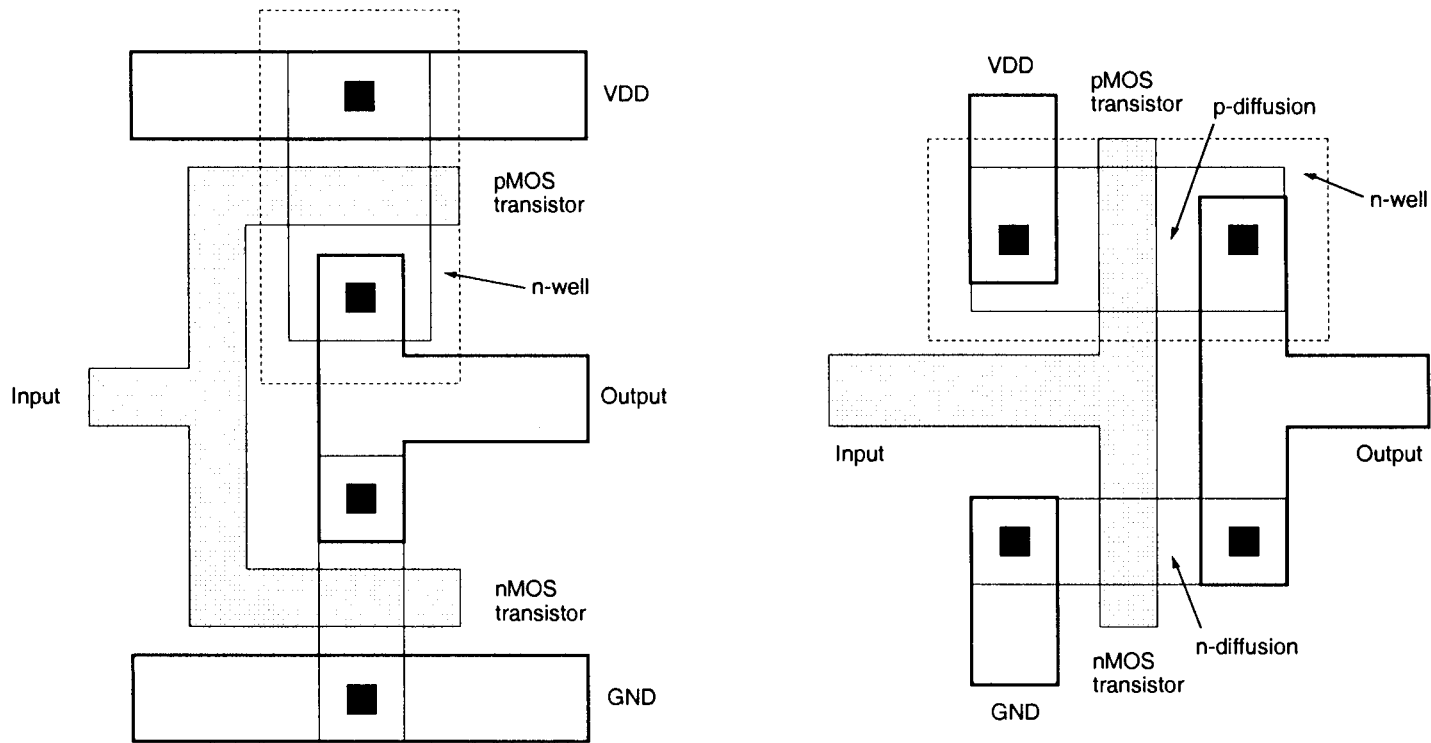 VDD
pMOS
transistor
n-well
Input
Output
nMOS
transistor
GND
VDD
pMOS
transistor
p-diffusion
n-well
Input
Output
n-diffusion
nMOS
transistor
GND